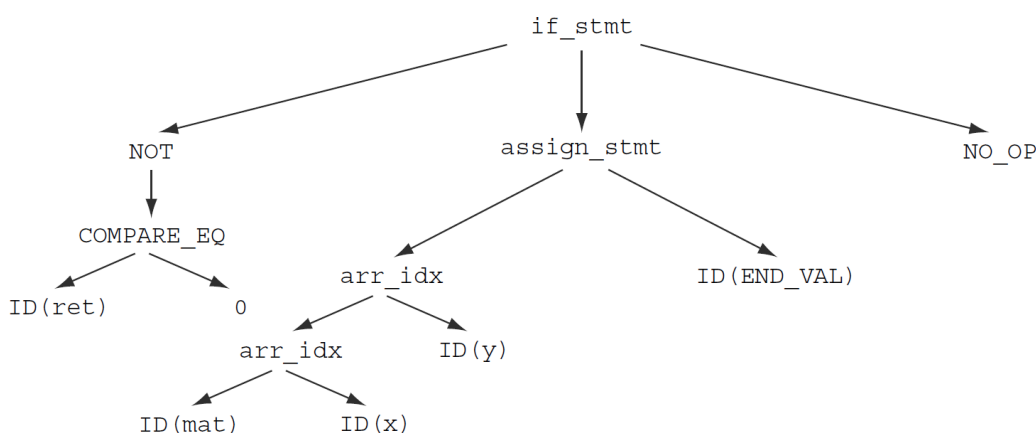 if_stmt
NOT assign_stmt NO_OP
COMPARE_EQ
arr_idx ID(END_VAL)
ID(ret) 0
arr_idx ID(y)
ID(mat) ID(x)